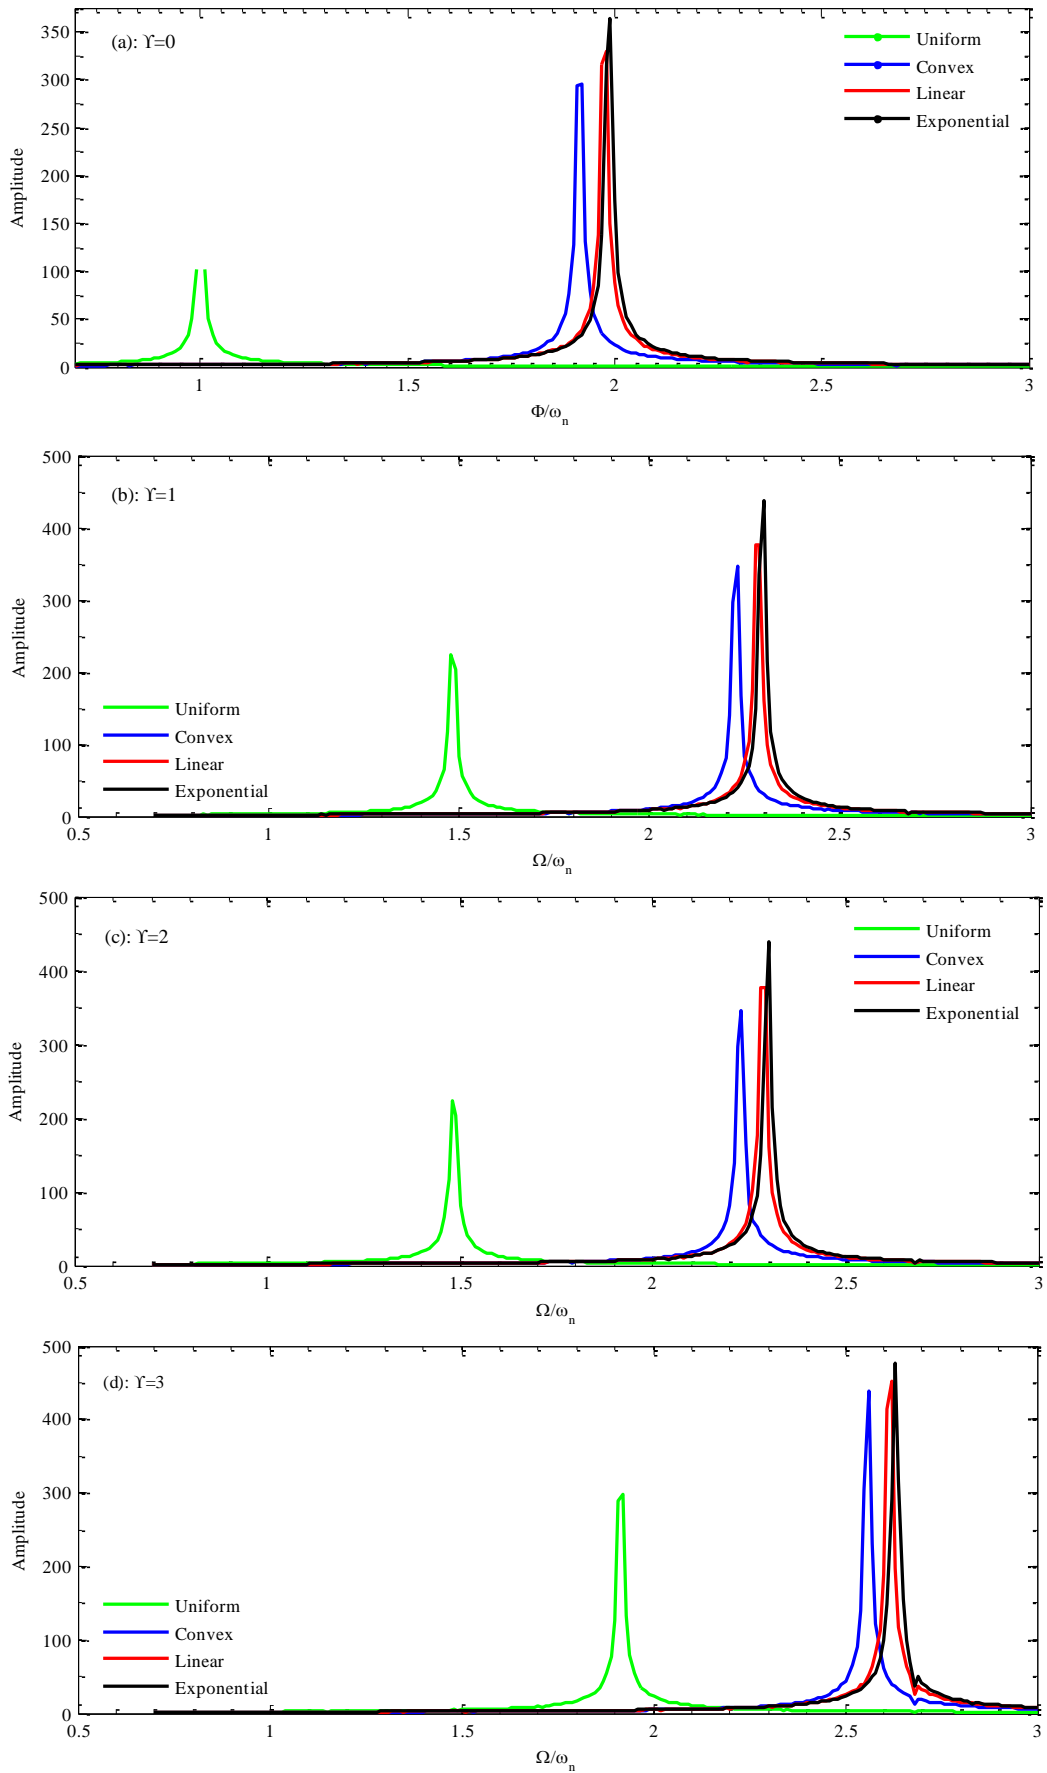 (a): ϒ=0
Amplitude
350
300
250
200
150
100
50
0
Uniform
Convex
Linear
Exponential
1
1.5
2
2.5
3
Φ/ω_n
(b): ϒ=1
Amplitude
500
400
300
200
100
0
Uniform
Convex
Linear
Exponential
0.5
1
1.5
2
2.5
3
Ω/ω_n
(c): ϒ=2
Amplitude
500
400
300
200
100
0
Uniform
Convex
Linear
Exponential
0.5
1
1.5
2
2.5
3
Ω/ω_n
(d): ϒ=3
Amplitude
500
400
300
200
100
0
Uniform
Convex
Linear
Exponential
0.5
1
1.5
2
2.5
3
Ω/ω_n